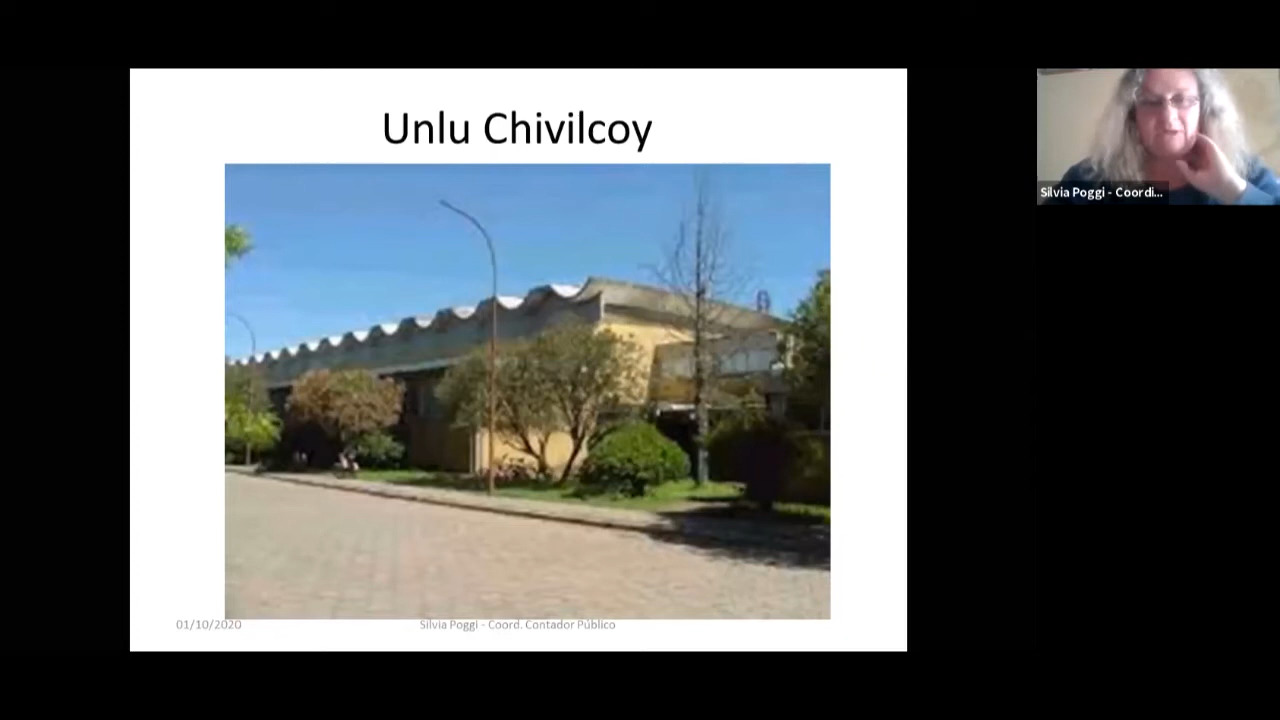 Unlu Chivilcoy
Silvia Poggi - Coordi...
01/10/2020
Silvia Poggi - Coord. Contador Público